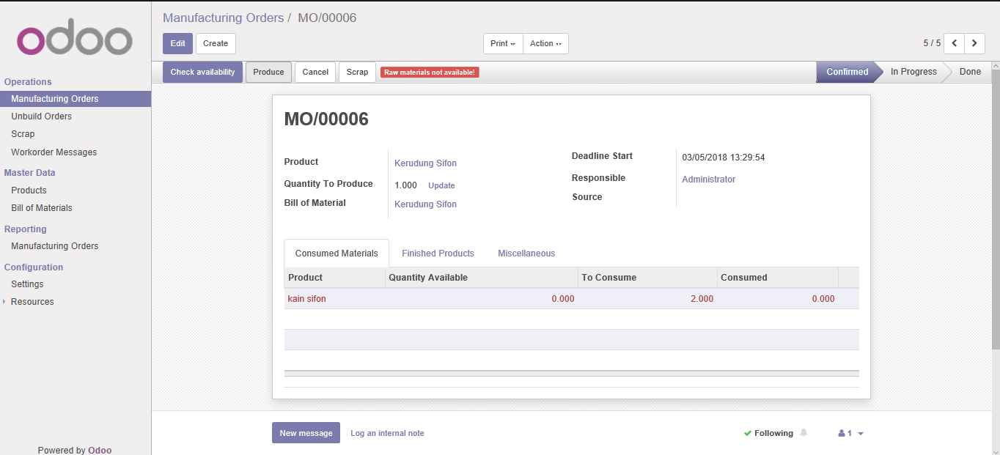 odoo
Operations
Manufacturing Orders
Unbuild Orders
Scrap
Workorder Messages
Master Data
Products
Bill of Materials
Reporting
Manufacturing Orders
Configuration
Settings
Resources
Powered by Odoo
Manufacturing Orders / MO/00006
Edit Create Print Action 5 / 5
Check availability Produce Cancel Scrap Raw materials not available! Confirmed In Progress Done
MO/00006
Product Kerudung Sifon
Quantity To Produce 1.000 Update
Bill of Material Kerudung Sifon
Deadline Start 03/05/2018 13:29:54
Responsible Administrator
Source
Consumed Materials Finished Products Miscellaneous
Product Quantity Available To Consume Consumed
kain sifon 0.000 2.000 0.000
New message Log an internal note Following 1